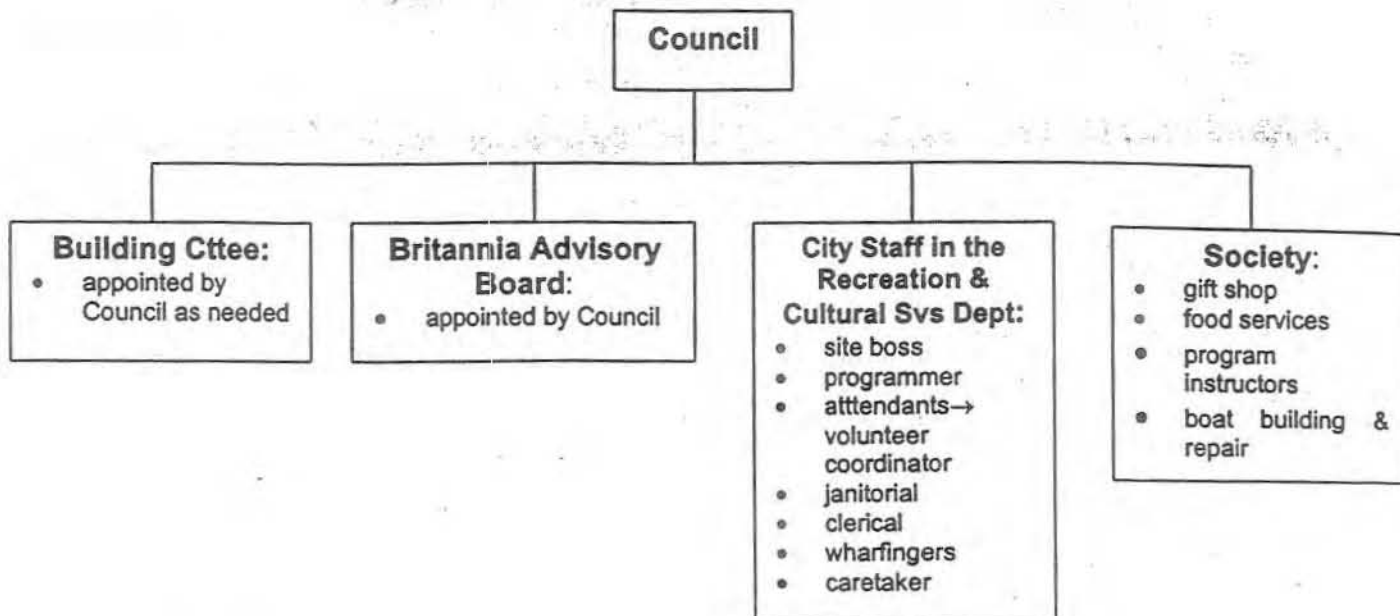 Council
Building Cttee:
• appointed by
Council as needed
Britannia Advisory
Board:
• appointed by Council
City Staff in the
Recreation &
Cultural Svs Dept:
• site boss
• programmer
• atttendants→
volunteer
coordinator
• janitorial
• clerical
• wharfingers
• caretaker
Society:
• gift shop
• food services
• program
instructors
• boat building &
repair